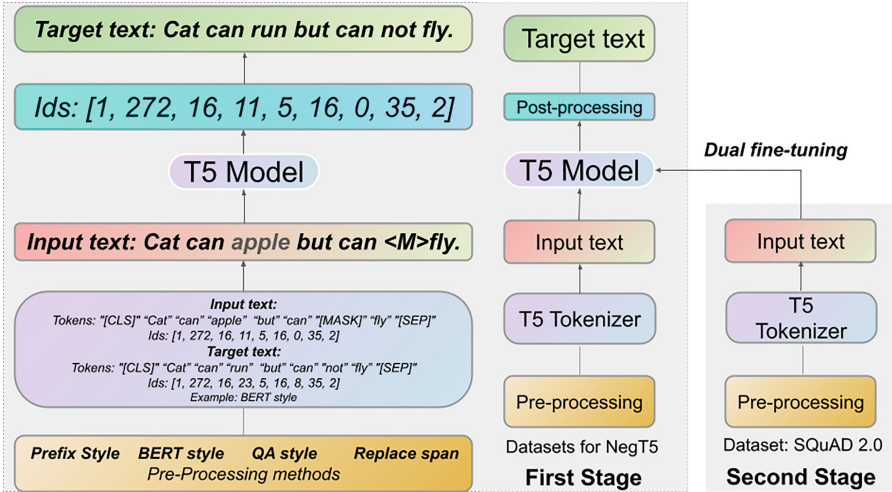 Target text: Cat can run but can not fly.
Ids: [1, 272, 16, 11, 5, 16, 0, 35, 2]
T5 Model
Input text: Cat can apple but can <M>fly.
Input text:
Tokens: "[CLS]" “Cat” “can” “apple” “but” “can” "[MASK]" “fly” "[SEP]"
Ids: [1, 272, 16, 11, 5, 16, 0, 35, 2]
Target text:
Tokens: "[CLS]" “Cat” “can” “run” “but” “can” "not" “fly” "[SEP]"
Ids: [1, 272, 16, 23, 5, 16, 8, 35, 2]
Example: BERT style
Prefix Style BERT style QA style Replace span
Pre-Processing methods
Target text
Post-processing
T5 Model
Input text
T5 Tokenizer
Pre-processing
Datasets for NegT5
First Stage
Dual fine-tuning
Input text
T5
Tokenizer
Pre-processing
Dataset: SQuAD 2.0
Second Stage